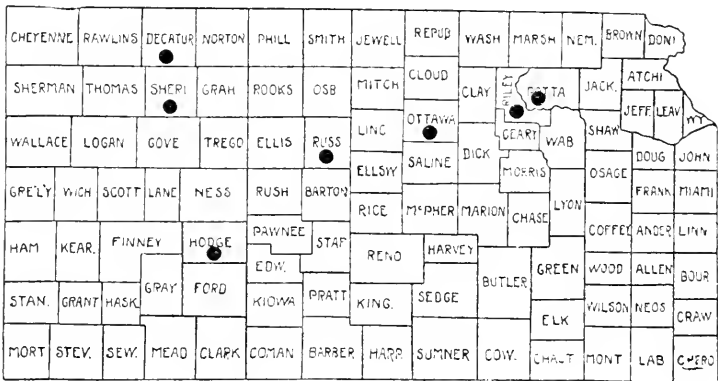 CHEYENNE RAWLINS DECATUR NORTON PHILL SMITH JEWELL REPUB WASH MARSH NEM. BROWN DONI
SHERMAN THOMAS SHERI GRAH ROOKS OSB MITCH CLOUD CLAY RILEY POTTA JACK. ATCHI
JEFF. LEAV. WY
WALLACE LOGAN GOVE TREGO ELLIS RUSS LINC OTTAWA DICK GEARY WAB SHAW DOUG JOHN
ELLSW SALINE MORRIS OSAGE
GRE'LY WICH SCOTT LANE NESS RUSH BARTON RICE McPHER MARION CHASE LYON FRANK MIAMI
HAM KEAR. FINNEY HODGE PAWNEE STAF RENO HARVEY COFFEY ANDER LINN
EDW.
STAN. GRANT HASK. GRAY FORD KIOWA PRATT KING. SEDGE BUTLER GREEN WOOD ALLEN BOUR
ELK WILSON NEOS CRAW
MORT STEV. SEW. MEAD CLARK COMAN BARBER HARP. SUMNER COW. CHAUT MONT LAB CHERO